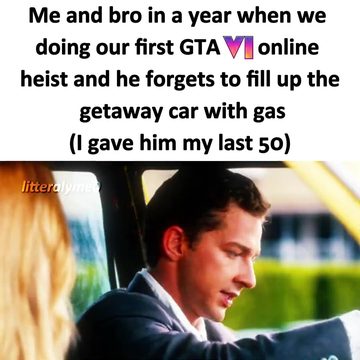 Me and bro in a year when we
doing our first GTA VI online
heist and he forgets to fill up the
getaway car with gas
(I gave him my last 50)
litteralyme0